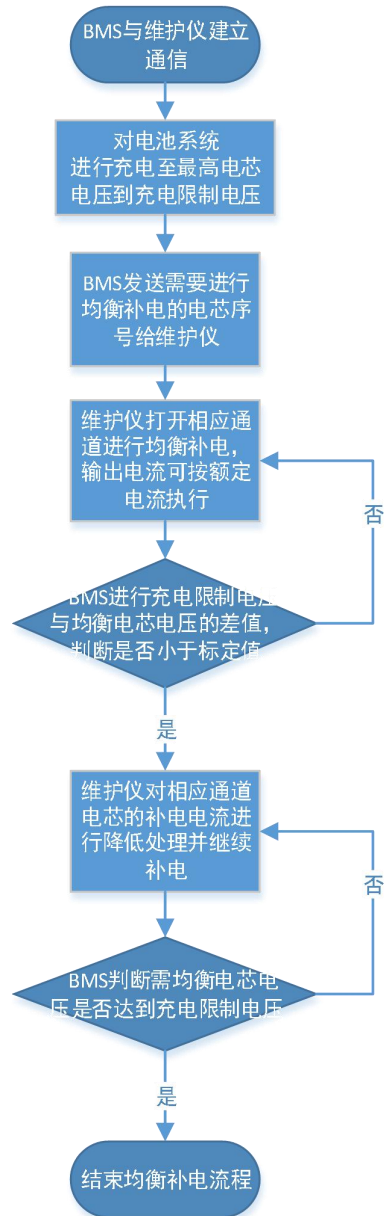 BMS与维护仪建立
通信
对电池系统
进行充电至最高电芯
电压到充电限制电压
BMS发送需要进行
均衡补电的电芯序
号给维护仪
维护仪打开相应通
道进行均衡补电，
输出电流可按额定
电流执行
否
BMS进行充电限制电压
与均衡电芯电压的差值，
判断是否小于标定值
是
维护仪对相应通道
电芯的补电电流进
行降低处理并继续
补电
否
BMS判断需均衡电芯电
压是否达到充电限制电压
是
结束均衡补电流程